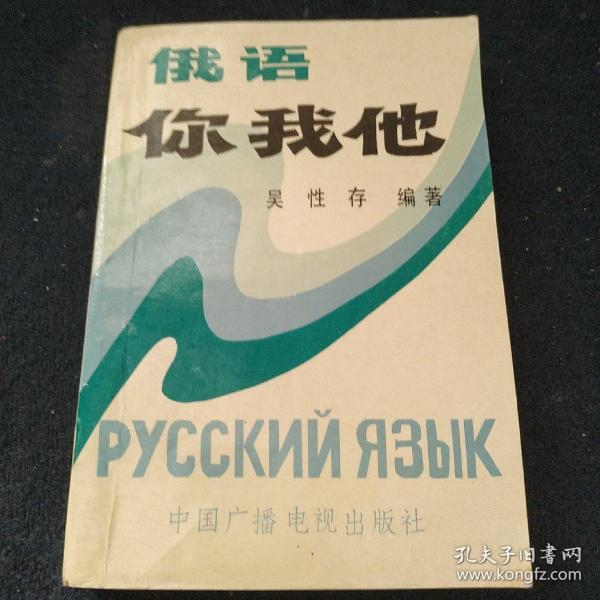 俄语
你我他
吴性存 编著
РУССКИЙ ЯЗЫК
中国广播电视出版社
孔夫子旧书网
www.kongfz.com